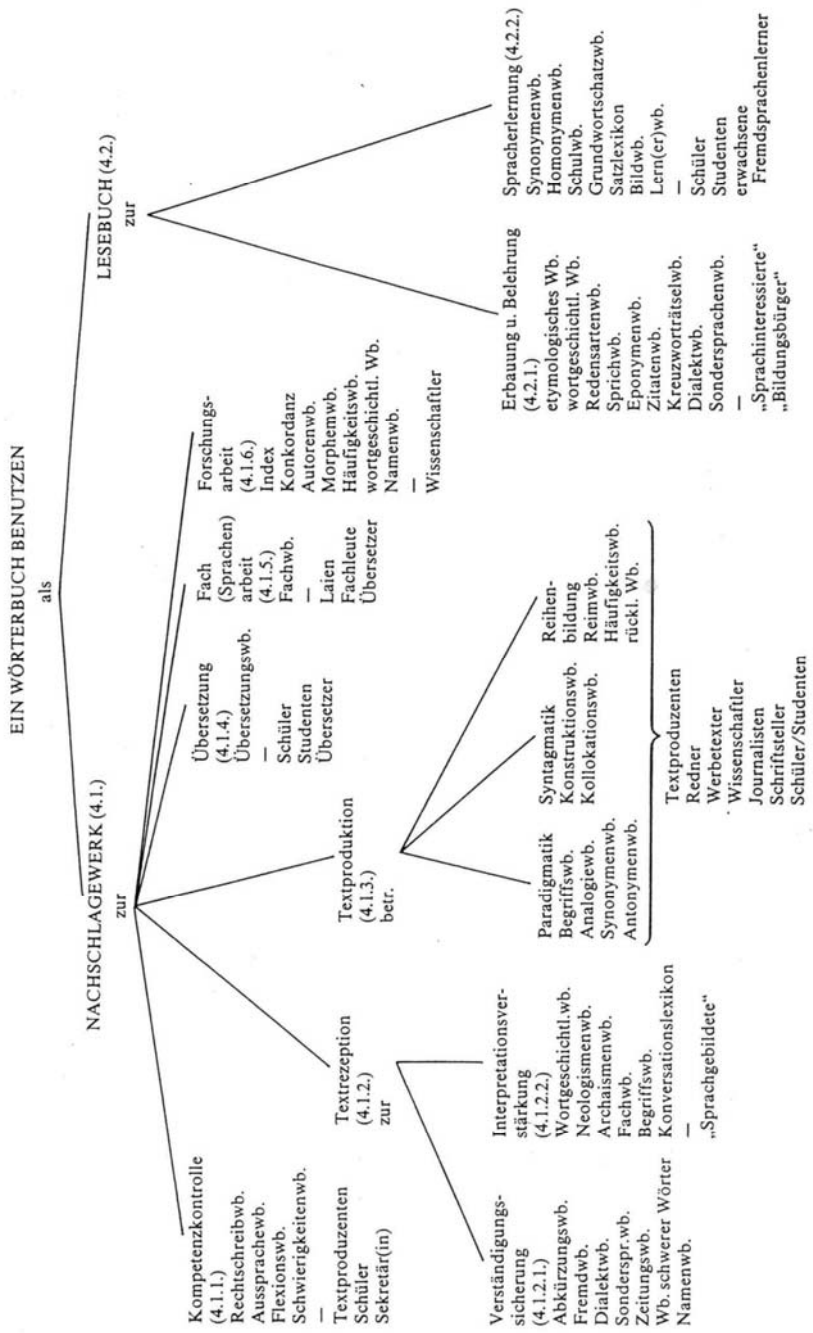 EIN WÖRTERBUCH BENUTZEN
als
NACHSCHLAGEWERK (4.1.)
zur
LESEBUCH (4.2.)
zur
Kompetenzkontrolle
(4.1.1.)
Rechtschreibwb.
Aussprachewb.
Flexionswb.
Schwierigkeitenwb.
—
Textproduzenten
Schüler
Sekretär(in)
Textrezeption
(4.1.2.)
zur
Verständigungs-
sicherung
(4.1.2.1.)
Abkürzungswb.
Fremdwb.
Dialektwb.
Sonderspr.wb.
Zeitungswb.
Wb. schwerer Wörter
Namenwb.
Interpretationsver-
stärkung
(4.1.2.2.)
Wortgeschichtl.wb.
Neologismenwb.
Archaismenwb.
Fachwb.
Begriffswb.
Konversationslexikon
—
„Sprachgebildete“
Textproduktion
(4.1.3.)
betr.
Paradigmatik
Begriffswb.
Analogiewb.
Synonymenwb.
Antonymenwb.
Syntagmatik
Konstruktionswb.
Kollokationswb.
Reihen-
bildung
Reimwb.
Häufigkeitswb.
rückl. Wb.
Textproduzenten
Redner
Werbetexter
Wissenschaftler
Journalisten
Schriftsteller
Schüler/Studenten
Übersetzung
(4.1.4.)
Übersetzungswb.
—
Schüler
Studenten
Übersetzer
Fach
(Sprachen)
arbeit
(4.1.5.)
Fachwb.
—
Laien
Fachleute
Übersetzer
Forschungs-
arbeit
(4.1.6.)
Index
Konkordanz
Autorenwb.
Morphemwb.
Häufigkeitswb.
wortgeschichtl. Wb.
Namenwb.
—
Wissenschaftler
Erbauung u. Belehrung
(4.2.1.)
etymologisches Wb.
wortgeschichtl. Wb.
Redensartenwb.
Sprichwb.
Eponymenwb.
Zitatenwb.
Kreuzworträtselwb.
Dialektwb.
Sondersprachenwb.
—
„Sprachinteressierte“
„Bildungsbürger“
Spracherlernung (4.2.2.)
Synonymenwb.
Homonymenwb.
Schulwb.
Grundwortschatzwb.
Satzlexikon
Bildwb.
Lern(er)wb.
—
Schüler
Studenten
erwachsene
Fremdsprachenlerner